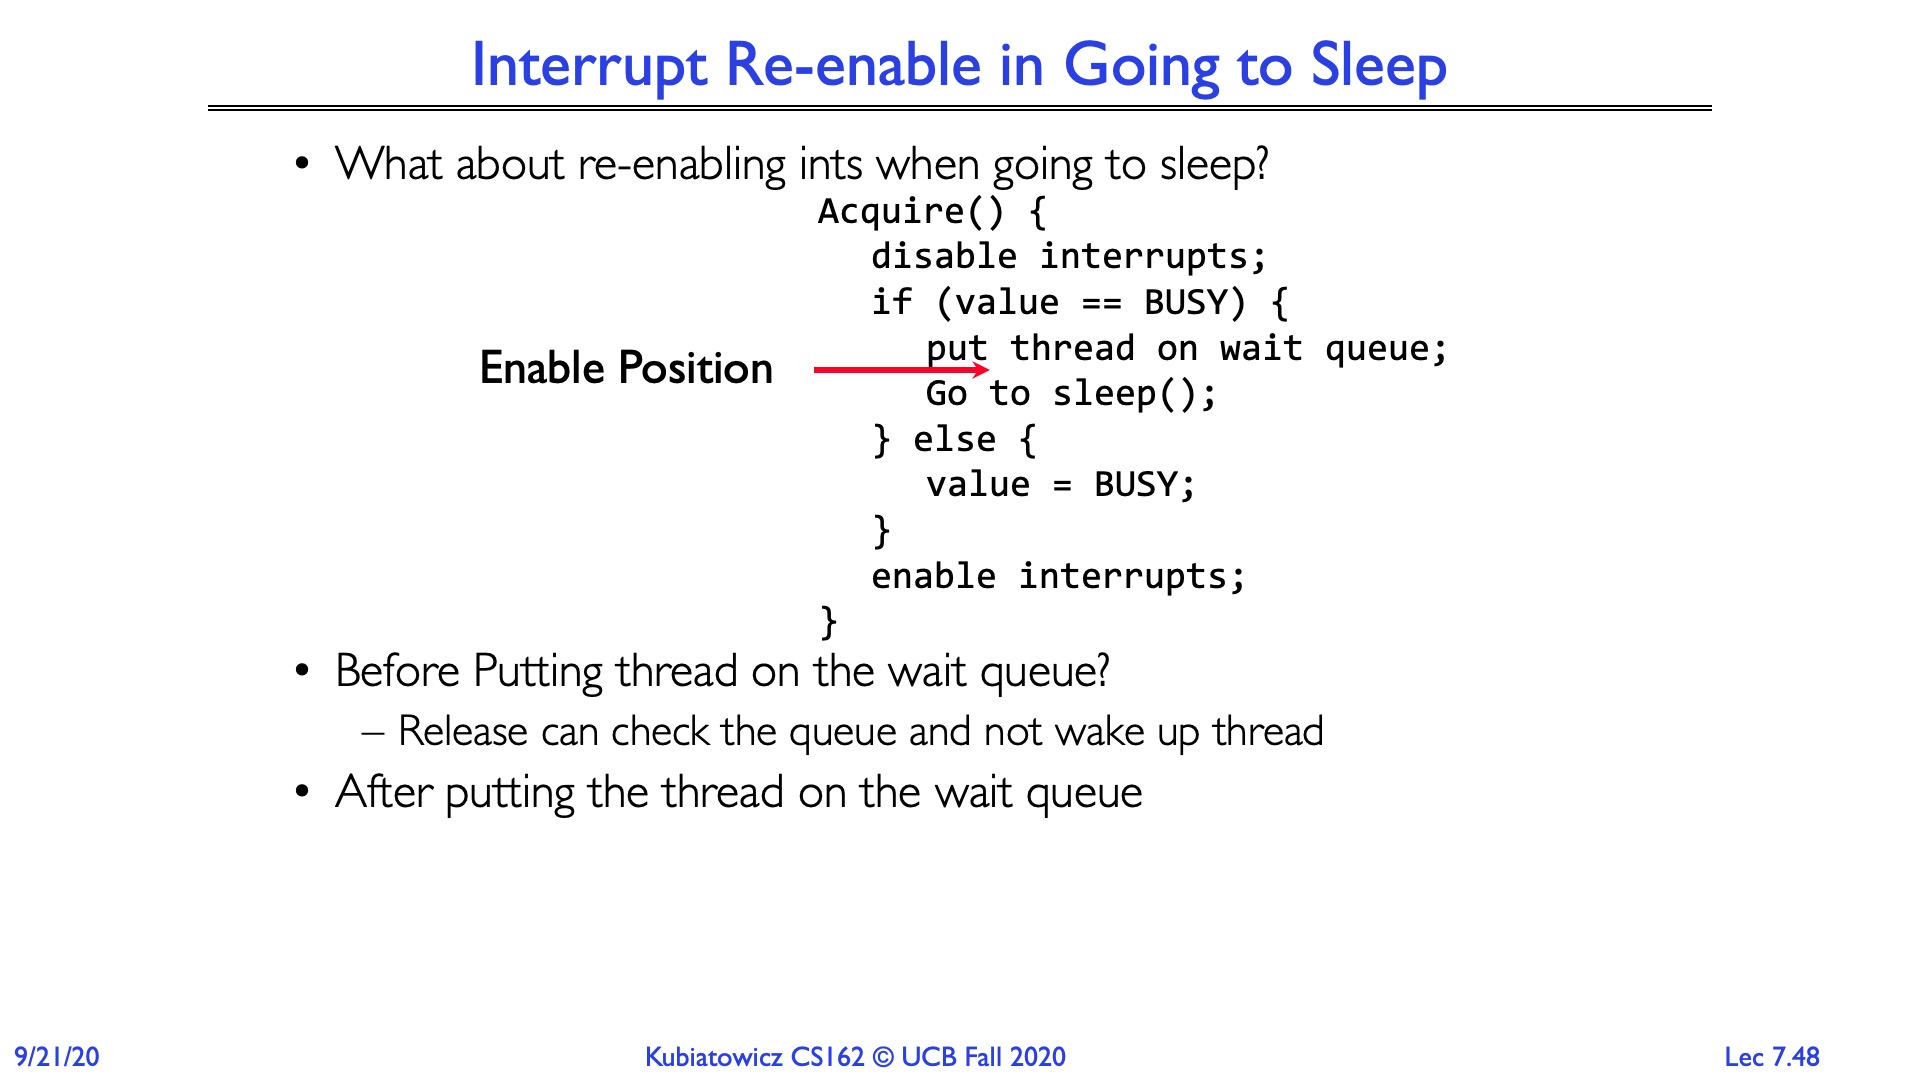 Interrupt Re-enable in Going to Sleep
• What about re-enabling ints when going to sleep?
Acquire() {
disable interrupts;
if (value == BUSY) {
put thread on wait queue;
Enable Position
Go to sleep();
} else {
value = BUSY;
}
enable interrupts;
}
• Before Putting thread on the wait queue?
– Release can check the queue and not wake up thread
• After putting the thread on the wait queue
9/21/20
Kubiatowicz CS162 © UCB Fall 2020
Lec 7.48